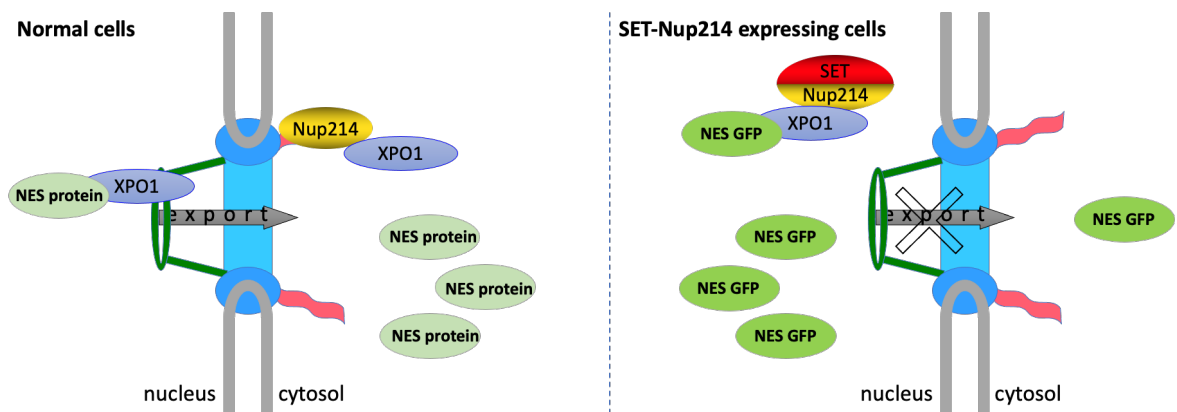 Normal cells
Nup214
XPO1
XPO1
NES protein
export
NES protein
NES protein
NES protein
nucleus
cytosol
SET-Nup214 expressing cells
SET
Nup214
XPO1
NES GFP
export
NES GFP
NES GFP
NES GFP
NES GFP
nucleus
cytosol